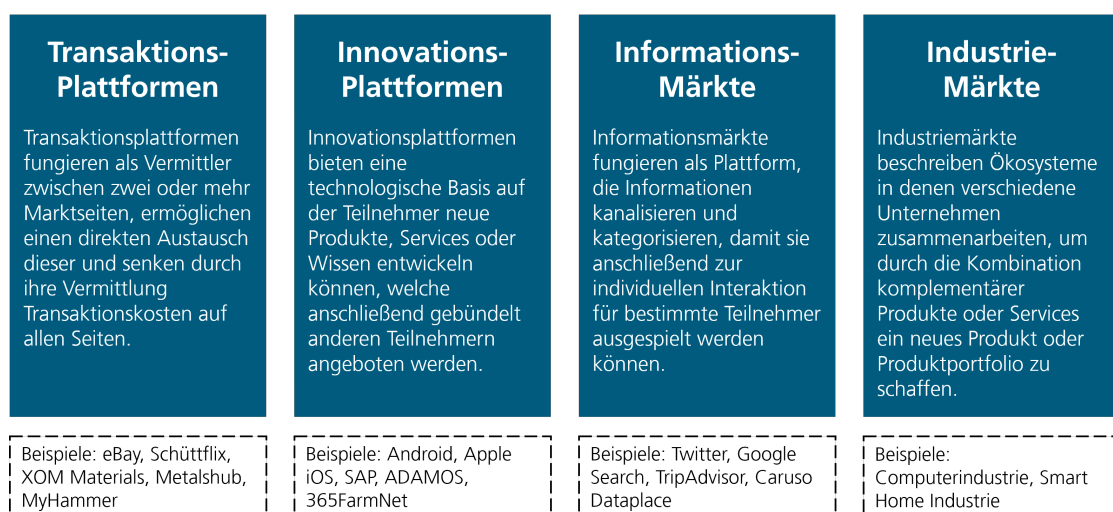 Transaktions-
Plattformen
Transaktionsplattformen
fungieren als Vermittler
zwischen zwei oder mehr
Marktseiten, ermöglichen
einen direkten Austausch
dieser und senken durch
ihre Vermittlung
Transaktionskosten auf
allen Seiten.
Beispiele: eBay, Schüttflix,
XOM Materials, Metalshub,
MyHammer
Innovations-
Plattformen
Innovationsplattformen
bieten eine
technologische Basis auf
der Teilnehmer neue
Produkte, Services oder
Wissen entwickeln
können, welche
anschließend gebündelt
anderen Teilnehmern
angeboten werden.
Beispiele: Android, Apple
iOS, SAP, ADAMOS,
365FarmNet
Informations-
Märkte
Informationsmärkte
fungieren als Plattform,
die Informationen
kanalisieren und
kategorisieren, damit sie
anschließend zur
individuellen Interaktion
für bestimmte Teilnehmer
ausgespielt werden
können.
Beispiele: Twitter, Google
Search, TripAdvisor, Caruso
Dataplace
Industrie-
Märkte
Industriemärkte
beschreiben Ökosysteme
in denen verschiedene
Unternehmen
zusammenarbeiten, um
durch die Kombination
komplementärer
Produkte oder Services
ein neues Produkt oder
Produktportfolio zu
schaffen.
Beispiele:
Computerindustrie, Smart
Home Industrie